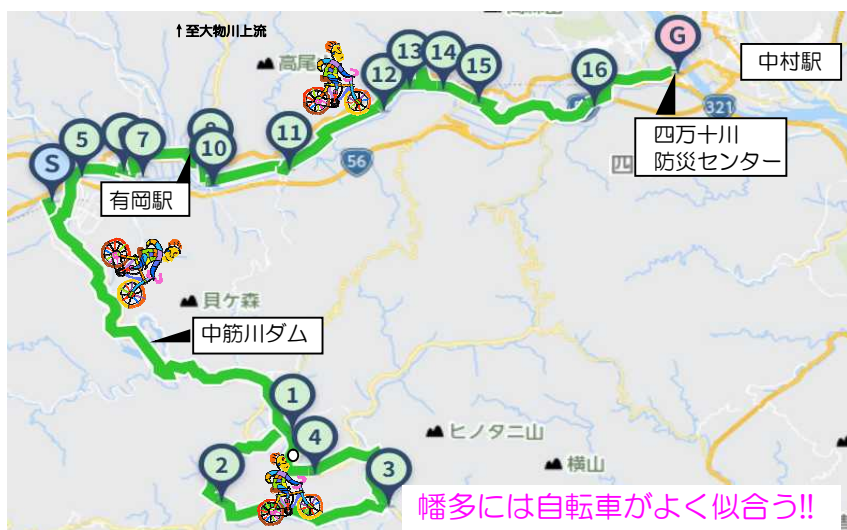 ↑至大物川上流
高尾
13
14
12
15
16
G
中村駅
321
四万十川
防災センター
四
5
7
S
10
11
56
有岡駅
貝ケ森
中筋川ダム
1
4
2
3
ヒノタニ山
横山
幡多には自転車がよく似合う!!